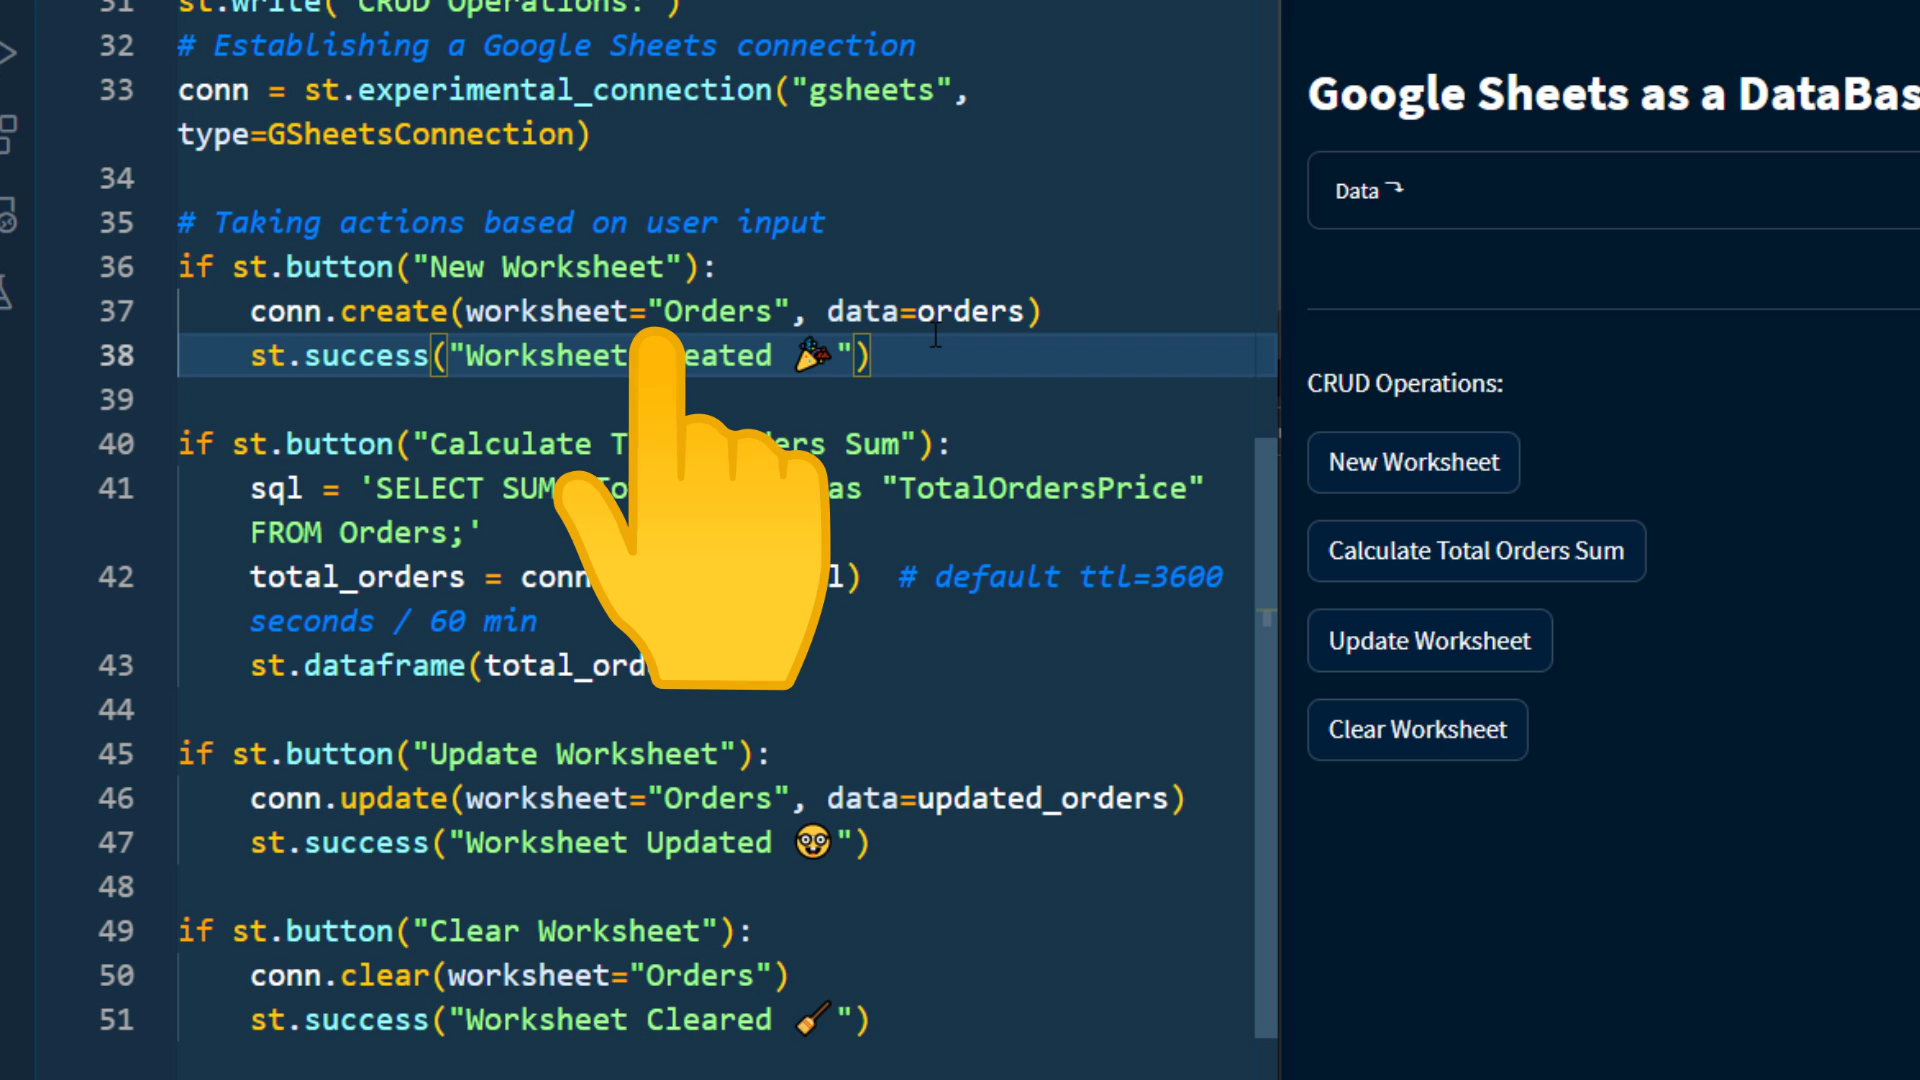 31 st.write("CRUD Operations:")
32 # Establishing a Google Sheets connection
33 conn = st.experimental_connection("gsheets",
type=GSheetsConnection)
34
35 # Taking actions based on user input
36 if st.button("New Worksheet"):
37 conn.create(worksheet="Orders", data=orders)
38 st.success("Worksheet eated 🎉")
39
40 if st.button("Calculate T ers Sum"):
41 sql = 'SELECT SUM as "TotalOrdersPrice"
FROM Orders;'
42 total_orders = conn l) # default ttl=3600
seconds / 60 min
43 st.dataframe(total_ord
44
45 if st.button("Update Worksheet"):
46 conn.update(worksheet="Orders", data=updated_orders)
47 st.success("Worksheet Updated 🥸")
48
49 if st.button("Clear Worksheet"):
50 conn.clear(worksheet="Orders")
51 st.success("Worksheet Cleared 🧹")
Google Sheets as a DataBas
Data ⤵
CRUD Operations:
New Worksheet
Calculate Total Orders Sum
Update Worksheet
Clear Worksheet